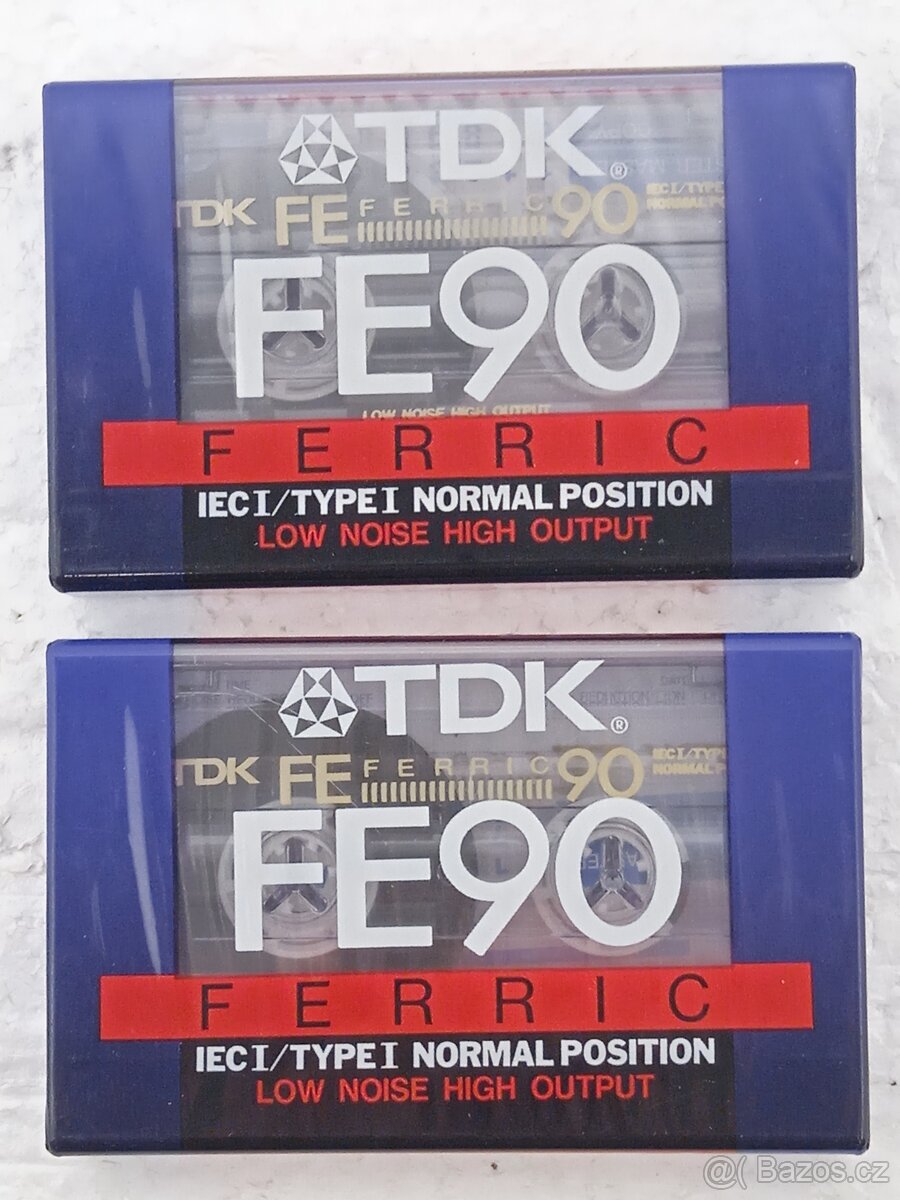 TDK®
TDK FE FERRIC 90 IEC I/TYPE
NORMAL P
FE90
LOW NOISE HIGH OUTPUT
FERRIC
IEC I/TYPE I NORMAL POSITION
LOW NOISE HIGH OUTPUT
TDK®
TDK FE FERRIC 90 IEC I/TYPE
NORMAL P
FE90
FERRIC
IEC I/TYPE I NORMAL POSITION
LOW NOISE HIGH OUTPUT
@( Bazos.cz